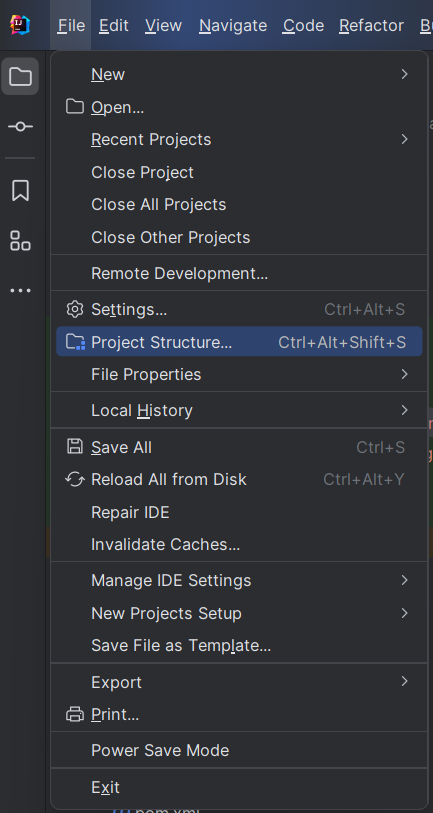 IJ
File Edit View Navigate Code Refactor
New
Open...
Recent Projects
Close Project
Close All Projects
Close Other Projects
Remote Development...
Settings... Ctrl+Alt+S
Project Structure... Ctrl+Alt+Shift+S
File Properties
Local History
Save All Ctrl+S
Reload All from Disk Ctrl+Alt+Y
Repair IDE
Invalidate Caches...
Manage IDE Settings
New Projects Setup
Save File as Template...
Export
Print...
Power Save Mode
Exit